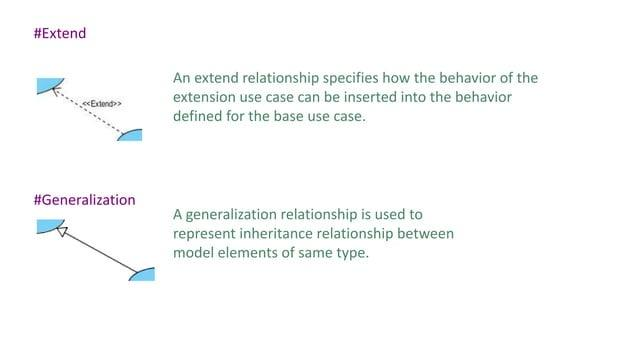 #Extend
<<Extend>>
An extend relationship specifies how the behavior of the
extension use case can be inserted into the behavior
defined for the base use case.
#Generalization
A generalization relationship is used to
represent inheritance relationship between
model elements of same type.